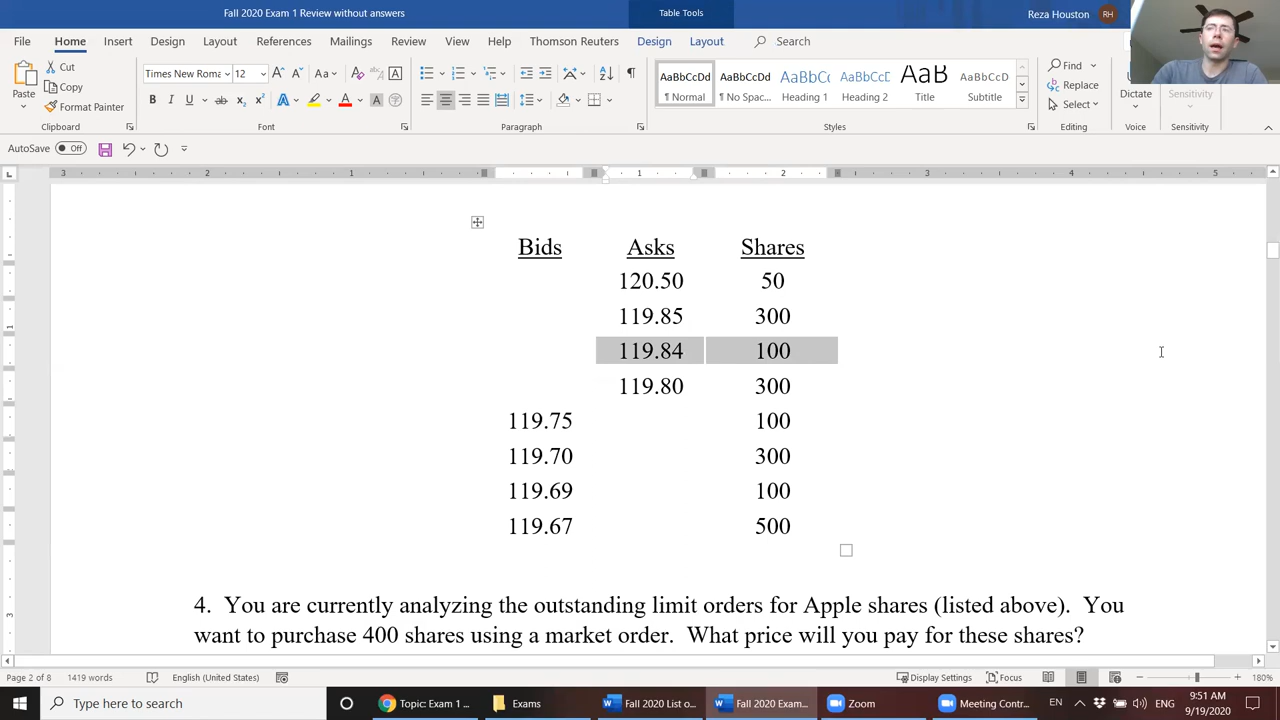 Fall 2020 Exam 1 Review without answers
Table Tools
Reza Houston
RH
File
Home
Insert
Design
Layout
References
Mailings
Review
View
Help
Thomson Reuters
Design
Layout
Search
Paste
Cut
Copy
Format Painter
Clipboard
Times New Roma
12
Font
Paragraph
AaBbCcDd
¶ Normal
AaBbCcDd
¶ No Spac...
AaBbCc
Heading 1
AaBbCcD
Heading 2
AaB
Title
AaBbCcD
Subtitle
Styles
Find
Replace
Select
Editing
Dictate
Voice
Sensitivity
Sensitivity
AutoSave Off
3 1 2 3 4 5
Bids Asks Shares
120.50 50
119.85 300
119.84 100
119.80 300
119.75 100
119.70 300
119.69 100
119.67 500
4. You are currently analyzing the outstanding limit orders for Apple shares (listed above). You
want to purchase 400 shares using a market order. What price will you pay for these shares?
Page 2 of 8
1419 words
English (United States)
Display Settings
Focus
180%
Type here to search
Topic: Exam 1 ...
Exams
Fall 2020 List o...
Fall 2020 Exam...
Zoom
Meeting Contr...
EN
ENG
9:51 AM
9/19/2020